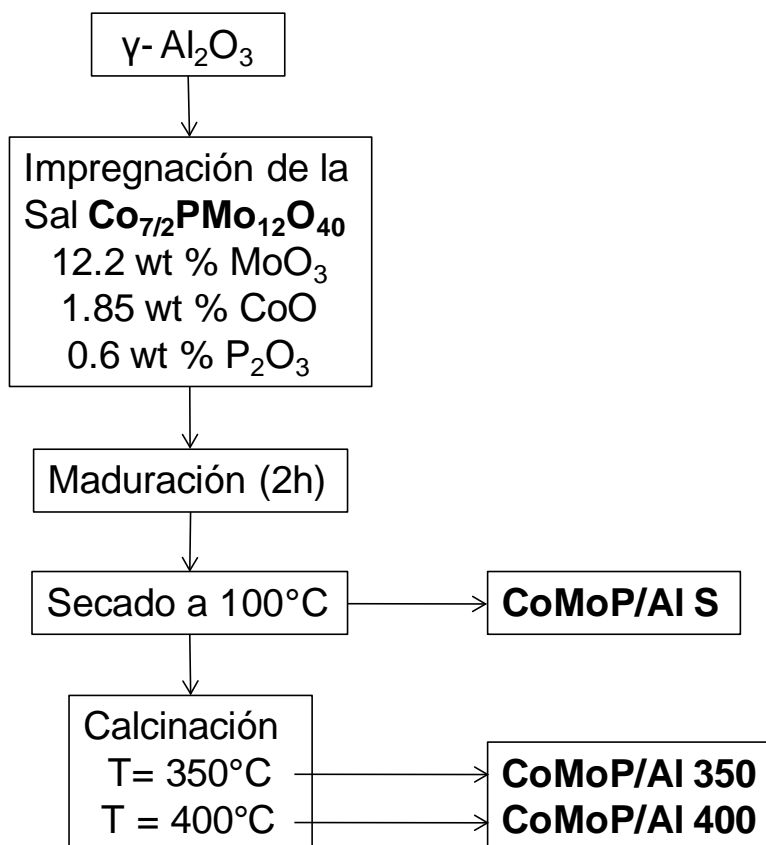 γ- Al₂O₃
Impregnación de la
Sal Co₇/₂PMo₁₂O₄₀
12.2 wt % MoO₃
1.85 wt % CoO
0.6 wt % P₂O₃
Maduración (2h)
Secado a 100°C
CoMoP/Al S
Calcinación
T= 350°C
CoMoP/Al 350
T = 400°C
CoMoP/Al 400